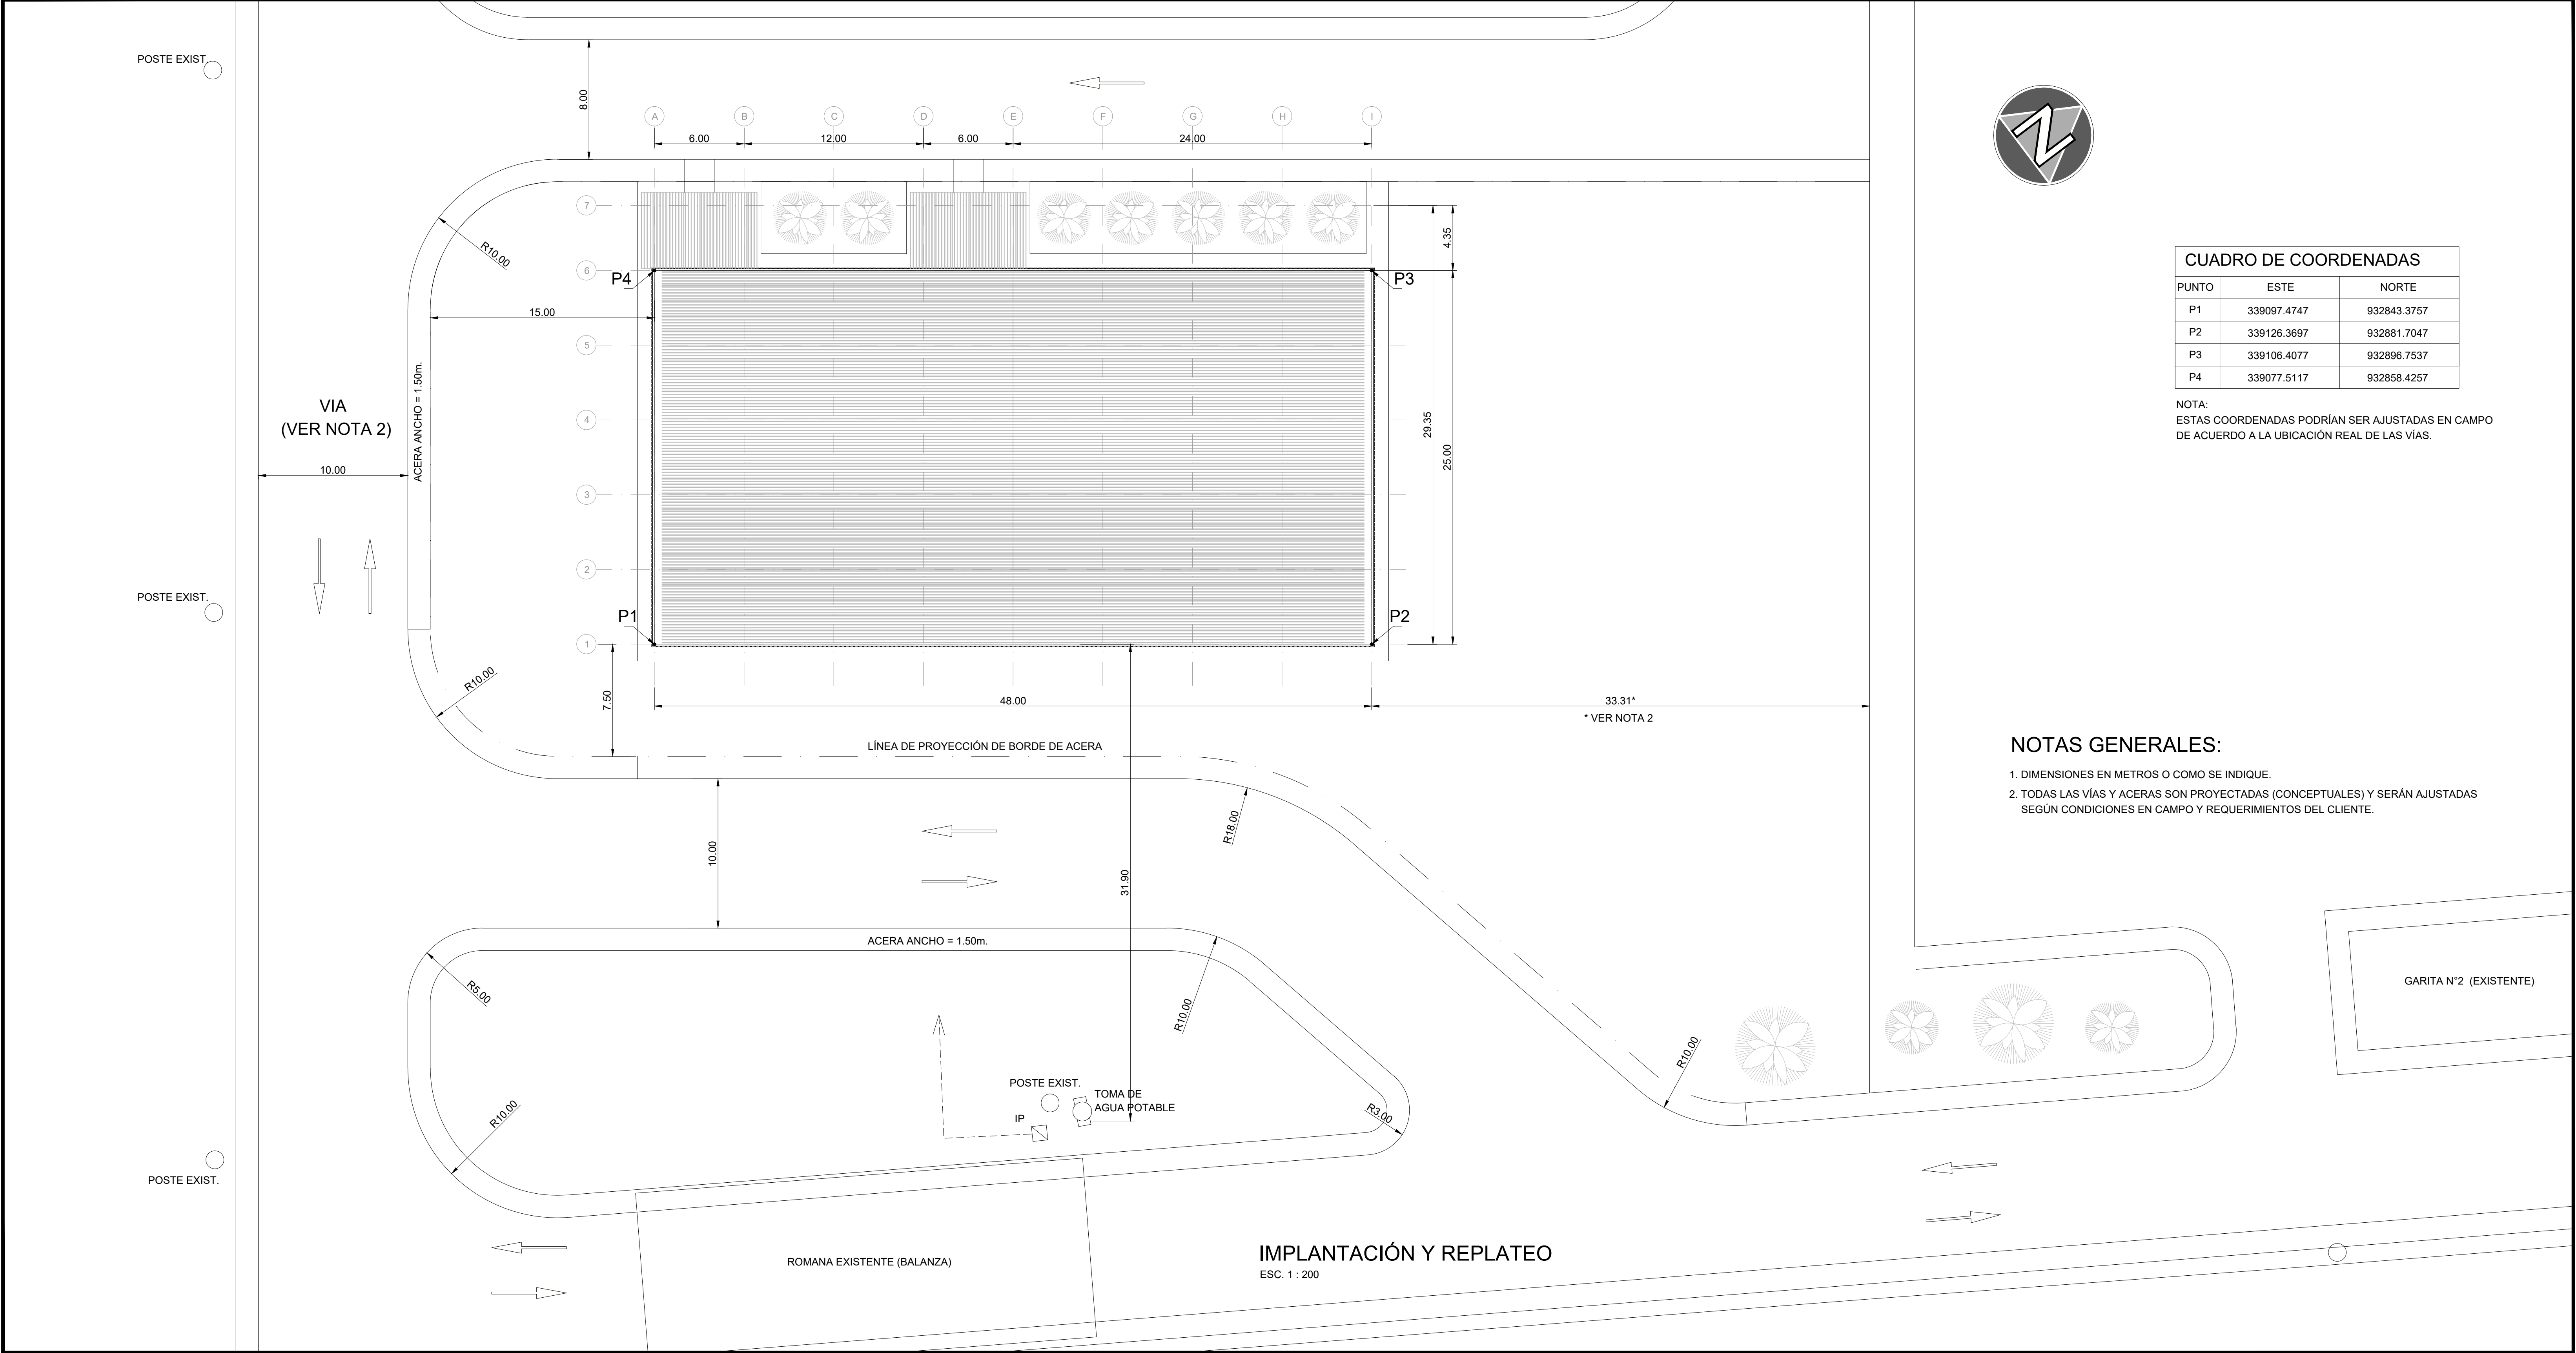 POSTE EXIST.
8.00
A
B
C
D
E
F
G
H
I
6.00
12.00
6.00
24.00
N
7
6
5
4
3
2
1
R10.00
P4
P3
4.35
15.00
29.35
25.00
ACERA ANCHO = 1.50m.
VIA
(VER NOTA 2)
10.00
CUADRO DE COORDENADAS
PUNTO ESTE NORTE
P1 339097.4747 932843.3757
P2 339126.3697 932881.7047
P3 339106.4077 932896.7537
P4 339077.5117 932858.4257
NOTA:
ESTAS COORDENADAS PODRÍAN SER AJUSTADAS EN CAMPO
DE ACUERDO A LA UBICACIÓN REAL DE LAS VÍAS.
POSTE EXIST.
P1
P2
R10.00
7.50
48.00
33.31*
* VER NOTA 2
LÍNEA DE PROYECCIÓN DE BORDE DE ACERA
NOTAS GENERALES:
1. DIMENSIONES EN METROS O COMO SE INDIQUE.
2. TODAS LAS VÍAS Y ACERAS SON PROYECTADAS (CONCEPTUALES) Y SERÁN AJUSTADAS
SEGÚN CONDICIONES EN CAMPO Y REQUERIMIENTOS DEL CLIENTE.
10.00
31.90
R18.00
ACERA ANCHO = 1.50m.
R5.00
R10.00
R10.00
GARITA N°2 (EXISTENTE)
POSTE EXIST.
TOMA DE
AGUA POTABLE
IP
R10.00
R3.00
POSTE EXIST.
ROMANA EXISTENTE (BALANZA)
IMPLANTACIÓN Y REPLATEO
ESC. 1 : 200